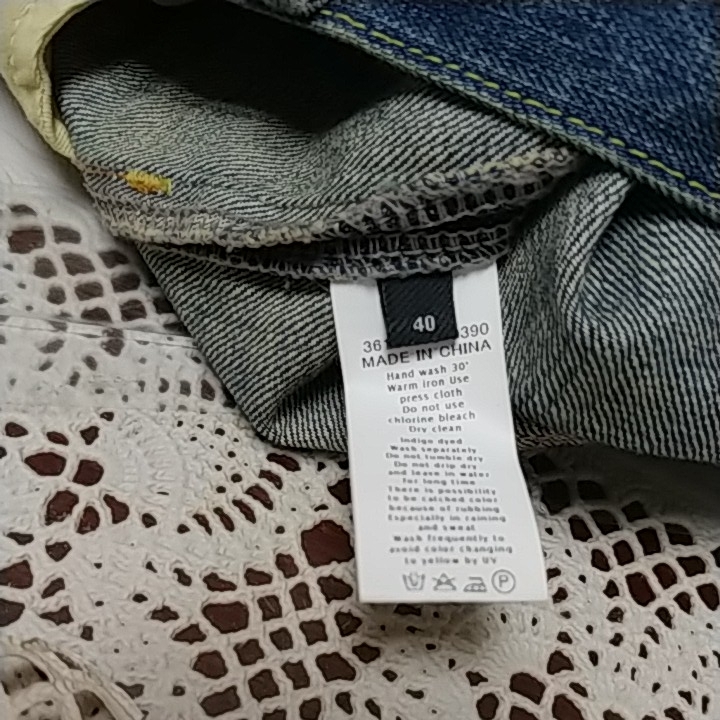 40
36 390
MADE IN CHINA
Hand wash 30°
Warm iron Use
press cloth
Do not use
chlorine bleach
Dry clean
Indigo dyed
Wash separately
Do not tumble dry
Do not drip dry
and leave in water
for long time
There is possibility
to be catched color
because of rubbing
Especially in raining
and sweat
Wash frequently to
avoid color changing
to yellow by UV
P